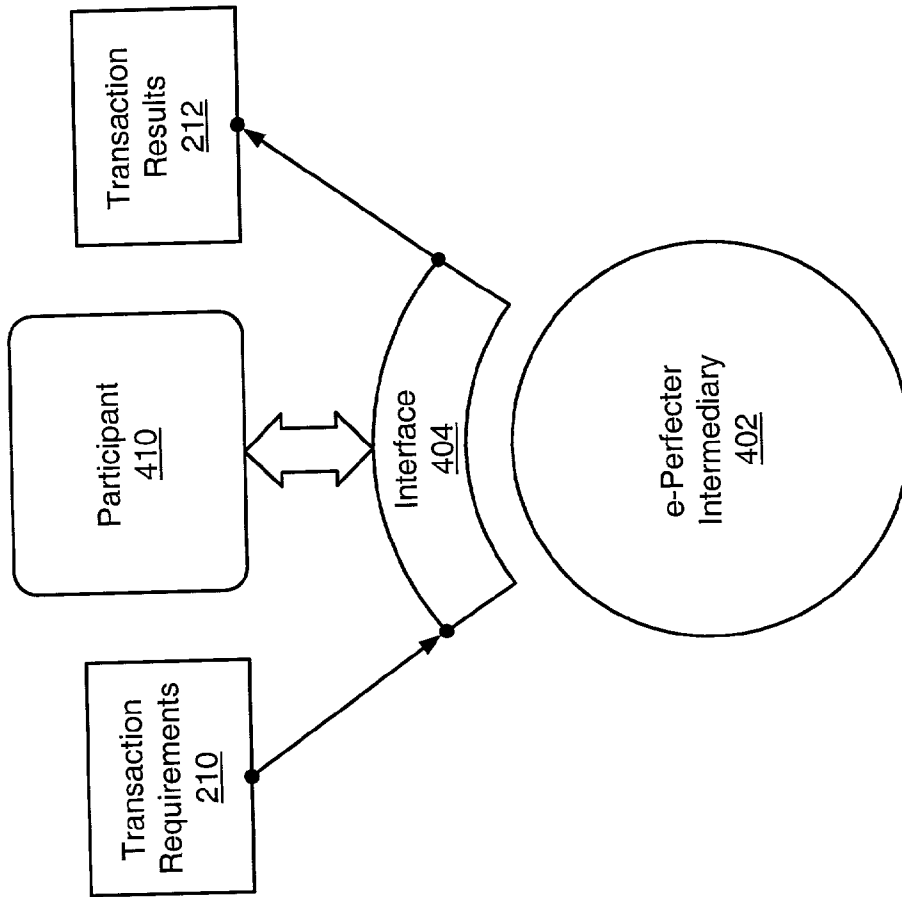 Transaction
Requirements
210
Participant
410
Transaction
Results
212
Interface
404
e-Perfecter
Intermediary
402